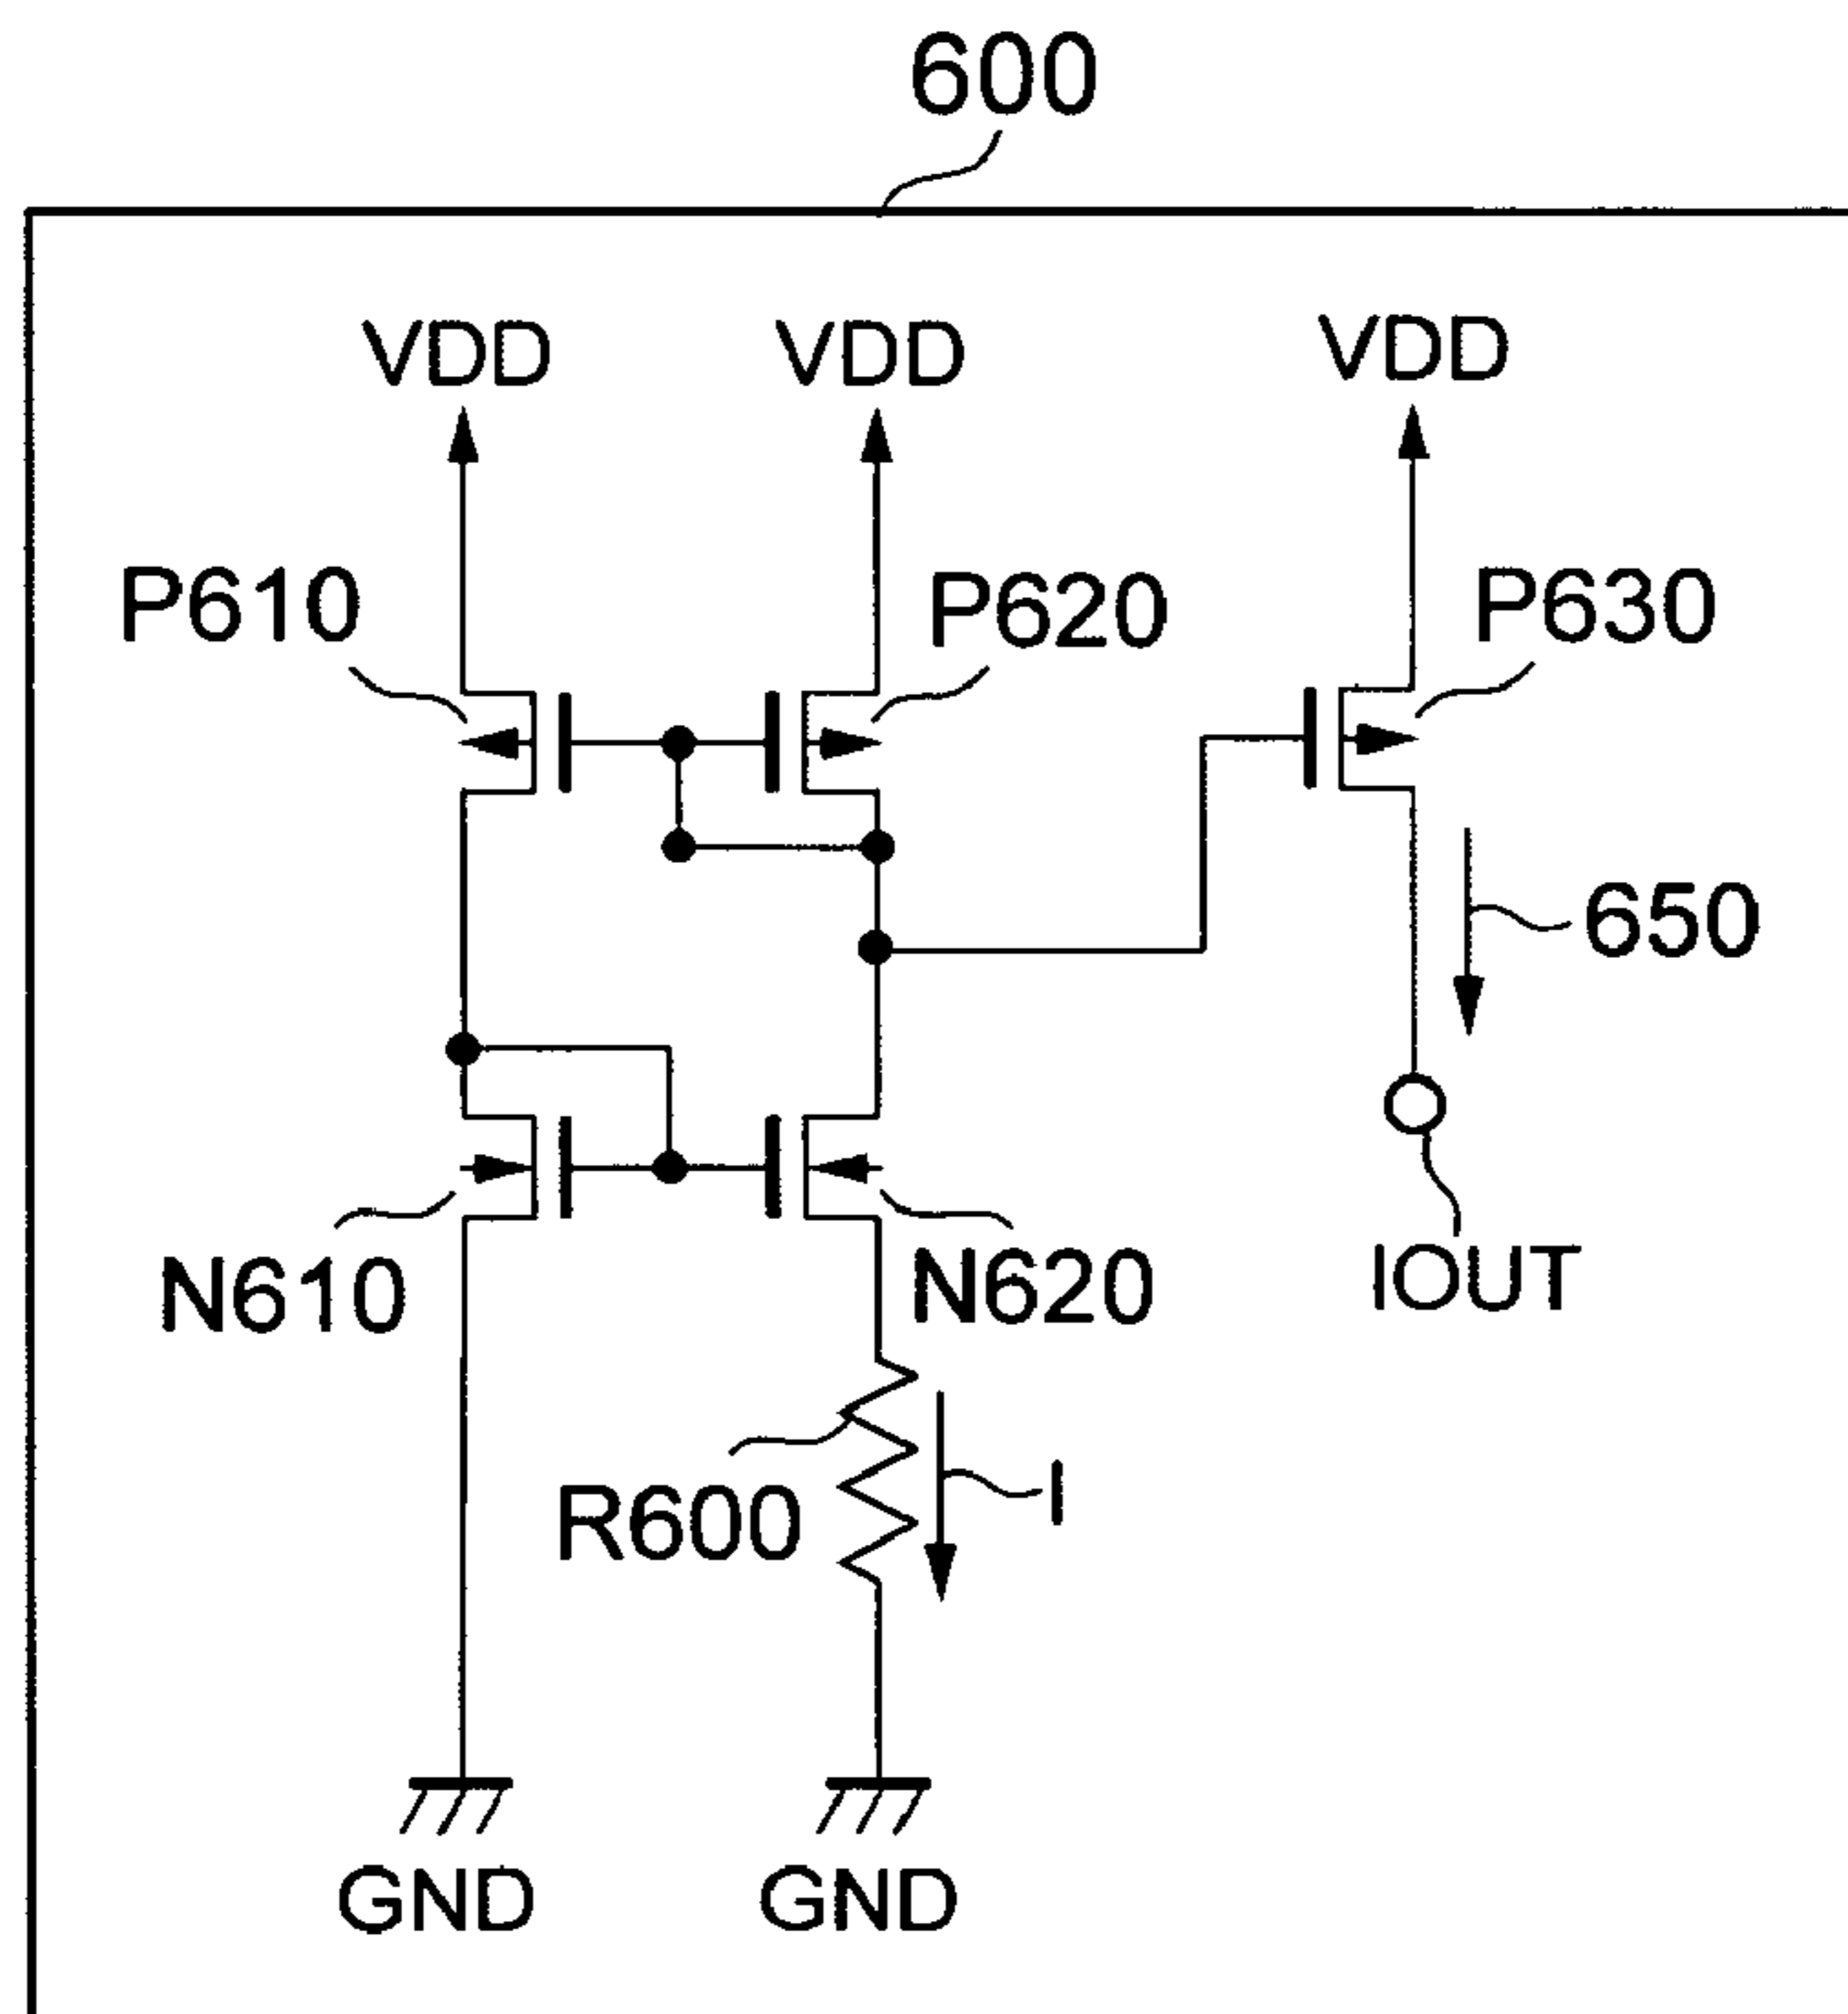 600
VDD VDD VDD
P610 P620 P630
650
N610 N620 IOUT
R600 I
GND GND